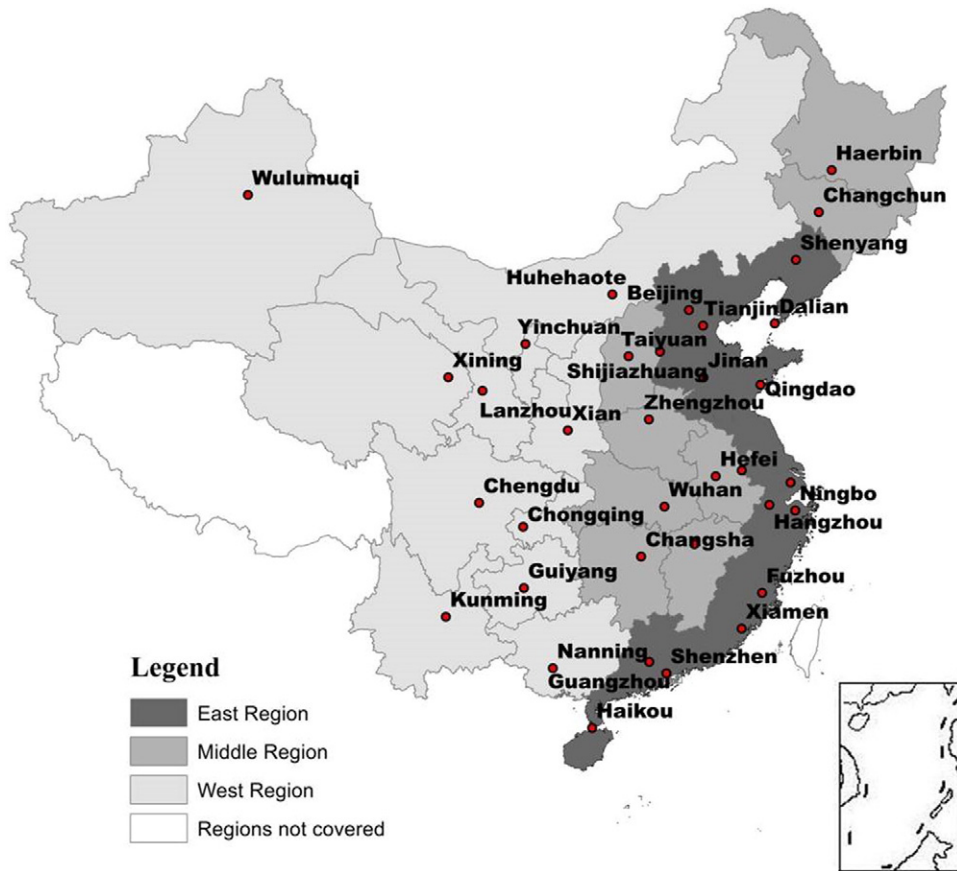 Haerbin
Wulumuqi
Changchun
Shenyang
Huhehaote
Beijing
Tianjin
Dalian
Yinchuan
Taiyuan
Xining
Shijiazhuang
Jinan
Qingdao
Lanzhou
Xian
Zhengzhou
Hefei
Chengdu
Wuhan
Ningbo
Chongqing
Hangzhou
Changsha
Guiyang
Fuzhou
Kunming
Xiamen
Nanning
Shenzhen
Guangzhou
Haikou
Legend
East Region
Middle Region
West Region
Regions not covered